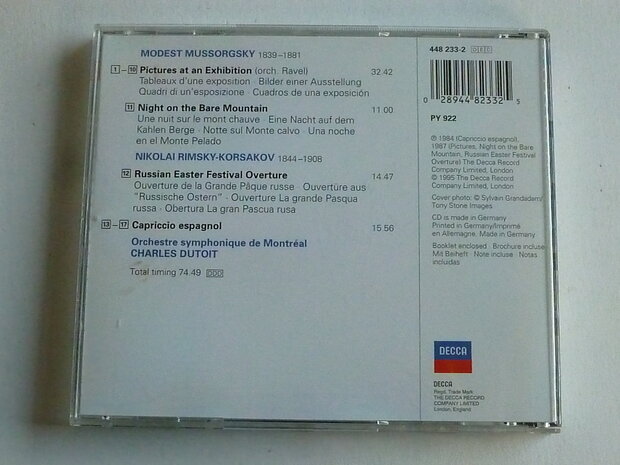 MODEST MUSSORGSKY 1839–1881
1–10 Pictures at an Exhibition (orch. Ravel) 32.42
Tableaux d'une exposition · Bilder einer Ausstellung
Quadri di un'esposizione · Cuadros de una exposición
11 Night on the Bare Mountain 11.00
Une nuit sur le mont chauve · Eine Nacht auf dem
Kahlen Berge · Notte sul Monte calvo · Una noche
en el Monte Pelado
NIKOLAI RIMSKY-KORSAKOV 1844–1908
12 Russian Easter Festival Overture 14.47
Ouverture de la Grande Pâque russe · Ouvertüre aus
"Russische Ostern" · Ouverture La grande Pasqua
russa · Obertura La gran Pascua rusa
13–17 Capriccio espagnol 15.56
Orchestre symphonique de Montréal
CHARLES DUTOIT
Total timing 74.49 DDD
448 233-2
0 28944 82332 5
PY 922
℗ 1984 (Capriccio espagnol),
1987 (Pictures, Night on the Bare
Mountain, Russian Easter Festival
Overture) The Decca Record
Company Limited, London
© 1995 The Decca Record
Company Limited, London
Cover photo: © Sylvain Grandadam/
Tony Stone Images
CD is made in Germany
Printed in Germany/Imprimé
en Allemagne. Made in Germany
Booklet enclosed · Brochure incluse
Mit Beiheft · Note incluse · Notas
incluidas
DECCA
DECCA
Regd. Trade Mark
THE DECCA RECORD
COMPANY LIMITED
London, England